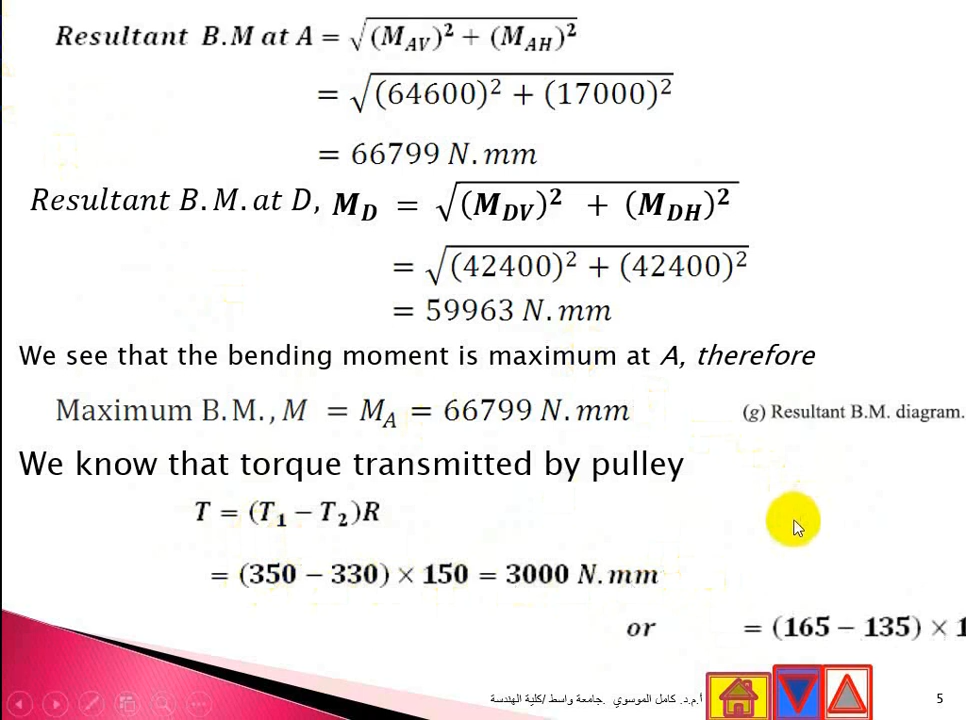 Resultant B.M at A = √(M_AV)² + (M_AH)²
= √(64600)² + (17000)²
= 66799 N.mm
Resultant B.M.at D, M_D = √(M_DV)² + (M_DH)²
= √(42400)² + (42400)²
= 59963 N.mm
We see that the bending moment is maximum at A, therefore
Maximum B.M., M = M_A = 66799 N.mm
(g) Resultant B.M. diagram.
We know that torque transmitted by pulley
T = (T₁ − T₂)R
= (350 − 330) × 150 = 3000 N.mm
or = (165 − 135) × 1
أ.م.د. كامل الموسوي .جامعة واسط /كلية الهندسة
5